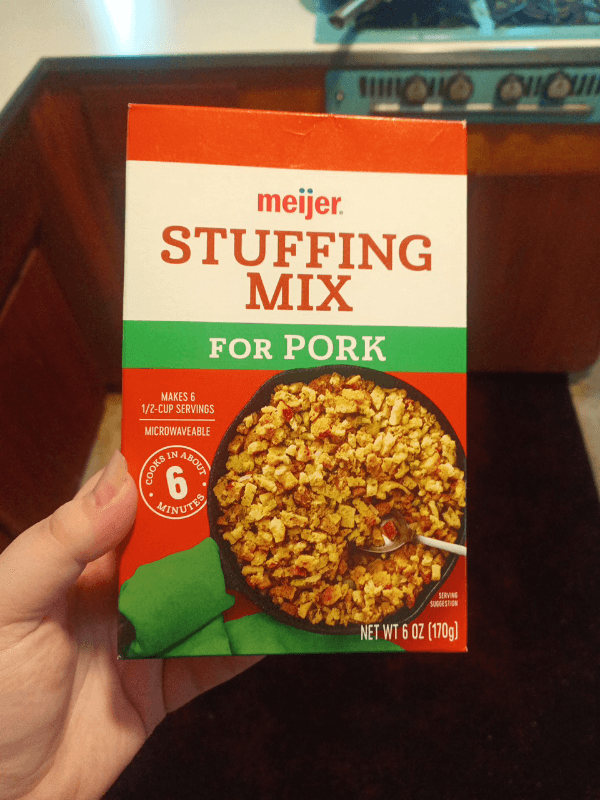 meijer.
STUFFING
MIX
FOR PORK
MAKES 6
1/2-CUP SERVINGS
MICROWAVEABLE
COOKS IN ABOUT
6
MINUTES
SERVING
SUGGESTION
NET WT 6 OZ (170g)